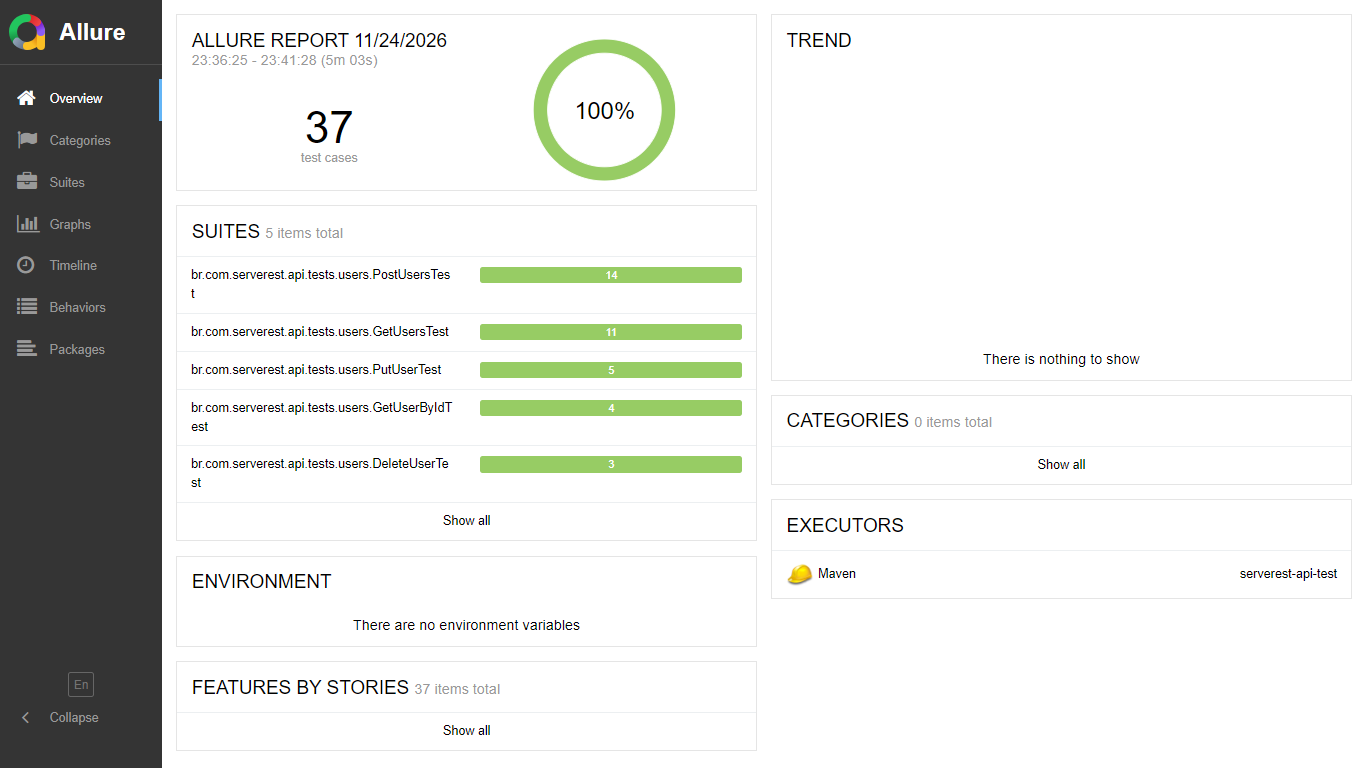 Allure
Overview
Categories
Suites
Graphs
Timeline
Behaviors
Packages
En
Collapse
ALLURE REPORT 11/24/2026
23:36:25 - 23:41:28 (5m 03s)
37
test cases
100%
SUITES 5 items total
br.com.serverest.api.tests.users.PostUsersTes
t
14
br.com.serverest.api.tests.users.GetUsersTest
11
br.com.serverest.api.tests.users.PutUserTest
5
br.com.serverest.api.tests.users.GetUserByIdT
est
4
br.com.serverest.api.tests.users.DeleteUserTe
st
3
Show all
ENVIRONMENT
There are no environment variables
FEATURES BY STORIES 37 items total
Show all
TREND
There is nothing to show
CATEGORIES 0 items total
Show all
EXECUTORS
Maven
serverest-api-test